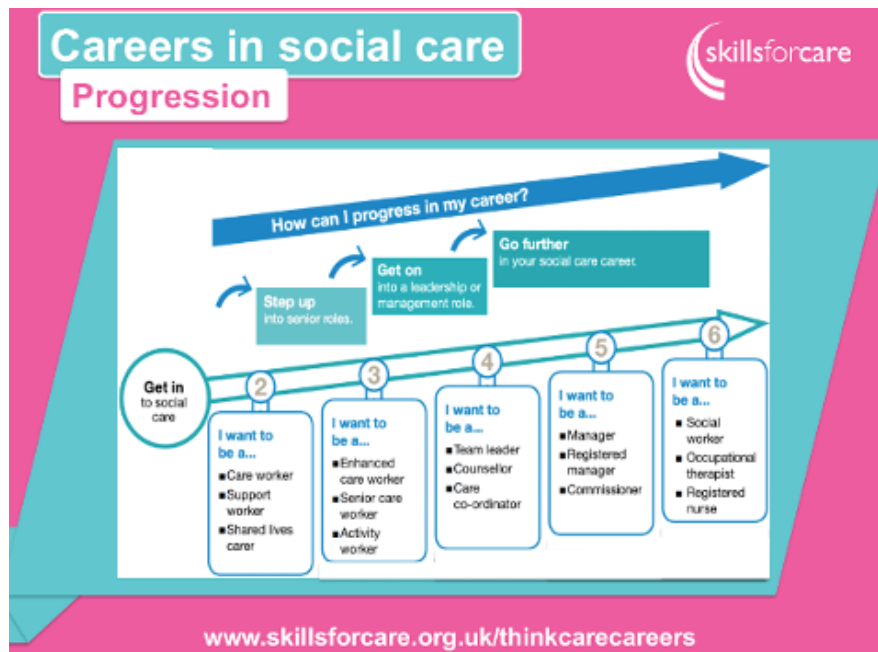 Careers in social care
Progression
skillsforcare
How can I progress in my career?
Step up
into senior roles.
Get on
into a leadership or
management role.
Go further
in your social care career.
Get in
to social
care
2
I want to
be a...
■Care worker
■Support
worker
■Shared lives
carer
3
I want to
be a...
■Enhanced
care worker
■Senior care
worker
■Activity
worker
4
I want to
be a...
■Team leader
■Counsellor
■Care
co-ordinator
5
I want to
be a...
■Manager
■Registered
manager
■Commissioner
6
I want to
be a...
■ Social
worker
■ Occupational
therapist
■ Registered
nurse
www.skillsforcare.org.uk/thinkcarecareers